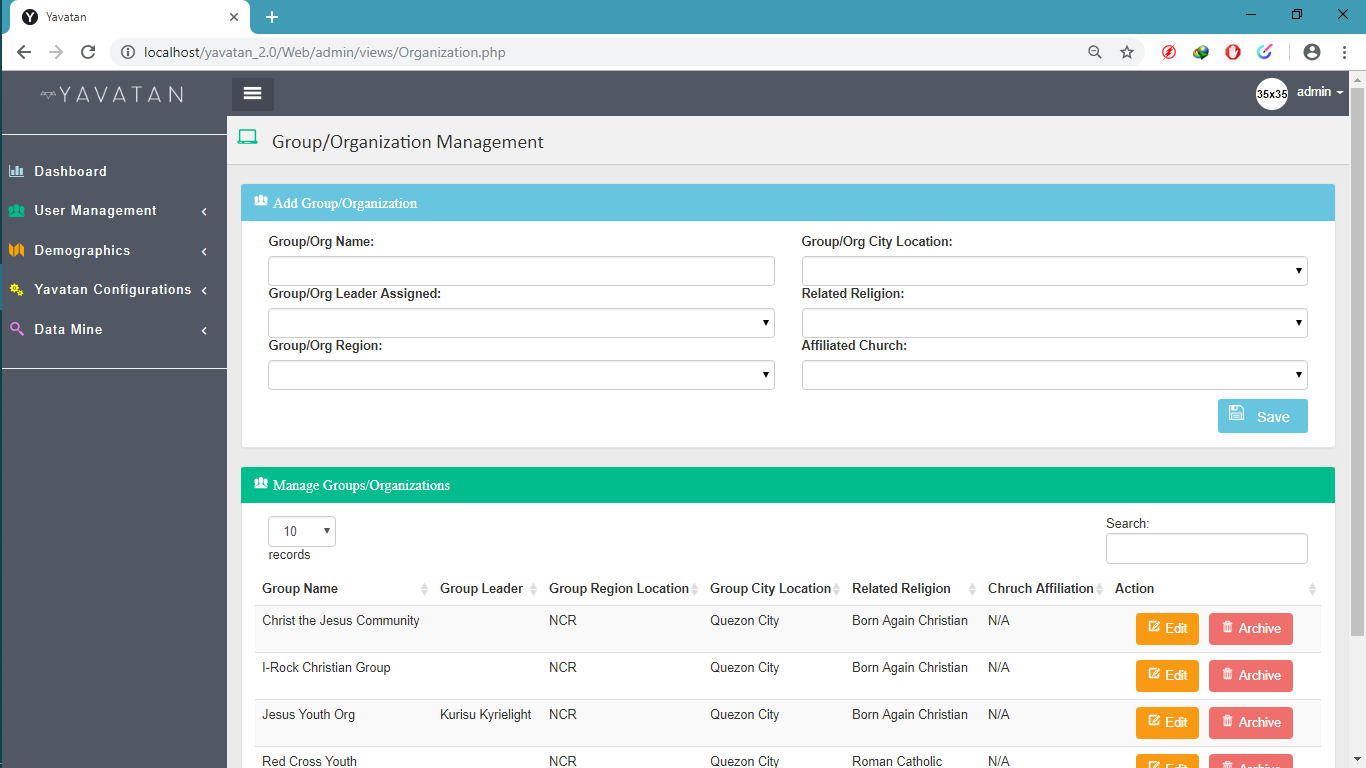 Yavatan
localhost/yavatan_2.0/Web/admin/views/Organization.php
YAVATAN
35x35 admin
Group/Organization Management
Dashboard
User Management
Demographics
Yavatan Configurations
Data Mine
Add Group/Organization
Group/Org Name: Group/Org City Location:
Group/Org Leader Assigned: Related Religion:
Group/Org Region: Affiliated Church:
Save
Manage Groups/Organizations
10
records
Search:
Group Name Group Leader Group Region Location Group City Location Related Religion Chruch Affiliation Action
Christ the Jesus Community NCR Quezon City Born Again Christian N/A Edit Archive
I-Rock Christian Group NCR Quezon City Born Again Christian N/A Edit Archive
Jesus Youth Org Kurisu Kyrielight NCR Quezon City Born Again Christian N/A Edit Archive
Red Cross Youth NCR Quezon City Roman Catholic Edit Archive